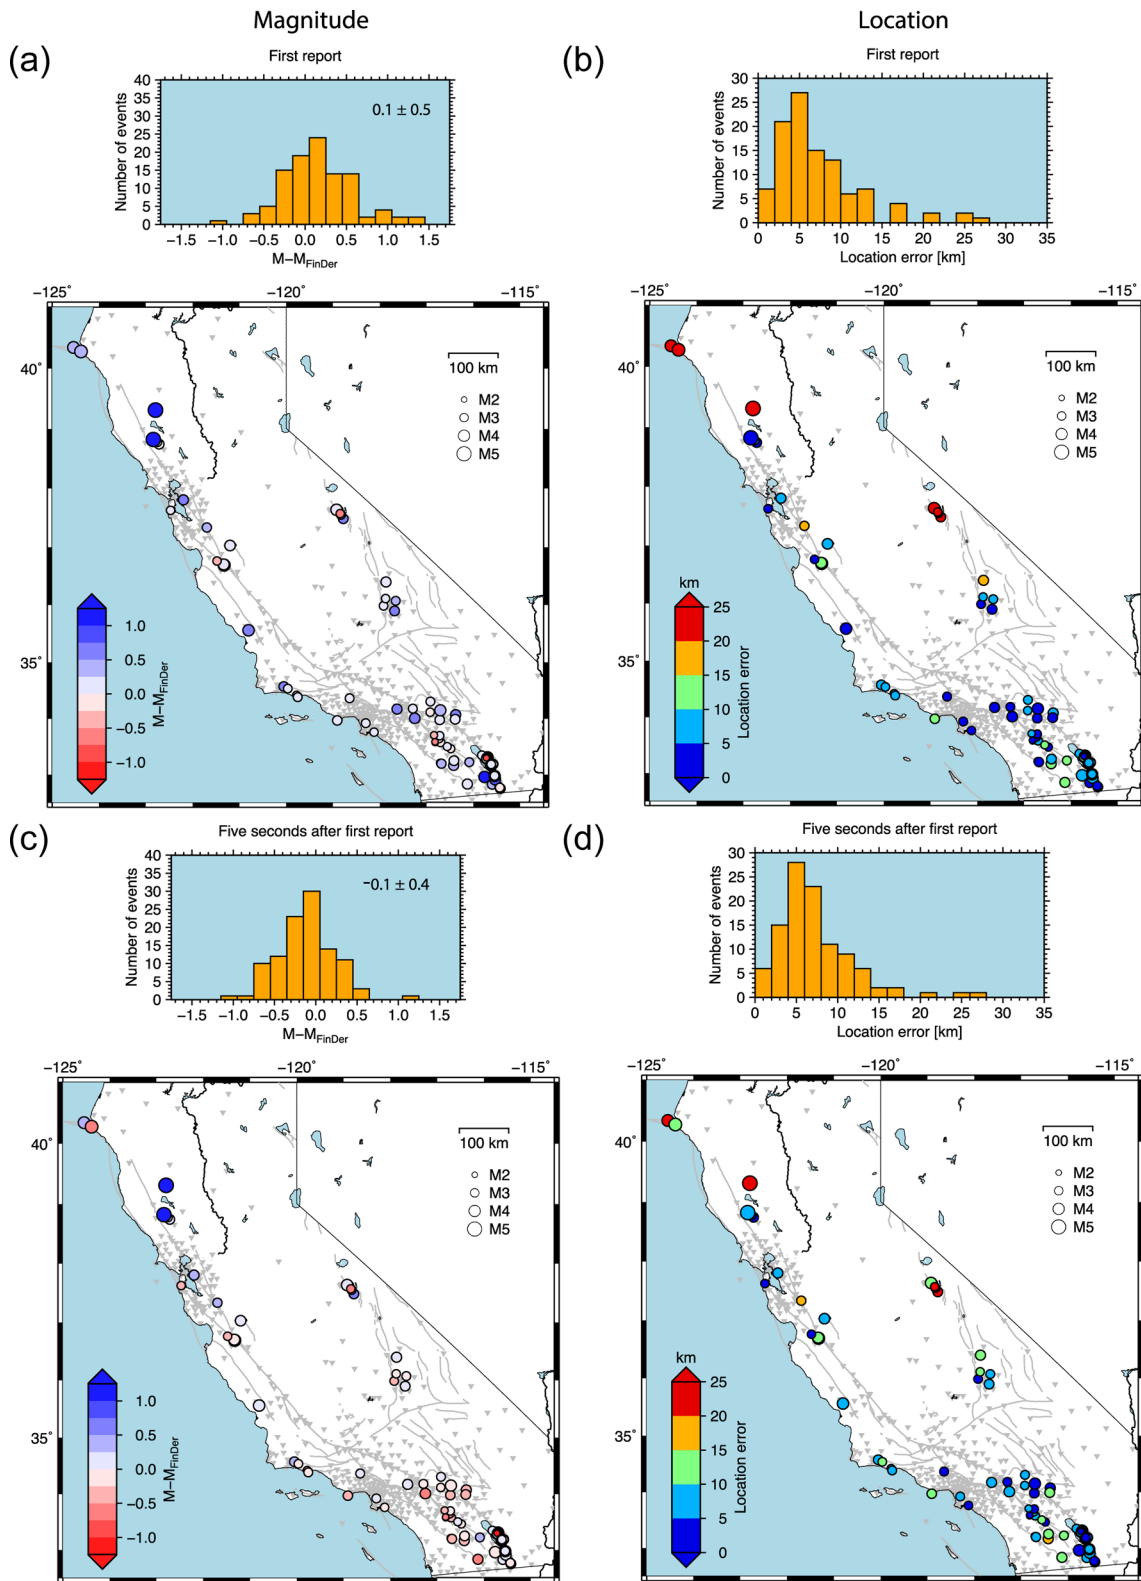 Magnitude
Location
(a)
First report
40
35
30
25
20
15
10
5
0
Number of events
0.1 ± 0.5
−1.5 −1.0 −0.5 0.0 0.5 1.0 1.5
M−MFinDer
(b)
First report
30
25
20
15
10
5
0
Number of events
0 5 10 15 20 25 30 35
Location error [km]
−125° −120° −115°
40°
35°
100 km
M2
M3
M4
M5
1.0
0.5
0.0
−0.5
−1.0
M−MFinDer
−125° −120° −115°
40°
35°
100 km
M2
M3
M4
M5
km
25
20
15
10
5
0
Location error
(c)
Five seconds after first report
40
35
30
25
20
15
10
5
0
Number of events
−0.1 ± 0.4
−1.5 −1.0 −0.5 0.0 0.5 1.0 1.5
M−MFinDer
(d)
Five seconds after first report
30
25
20
15
10
5
0
Number of events
0 5 10 15 20 25 30 35
Location error [km]
−125° −120° −115°
40°
35°
100 km
M2
M3
M4
M5
1.0
0.5
0.0
−0.5
−1.0
M−MFinDer
−125° −120° −115°
40°
35°
100 km
M2
M3
M4
M5
km
25
20
15
10
5
0
Location error